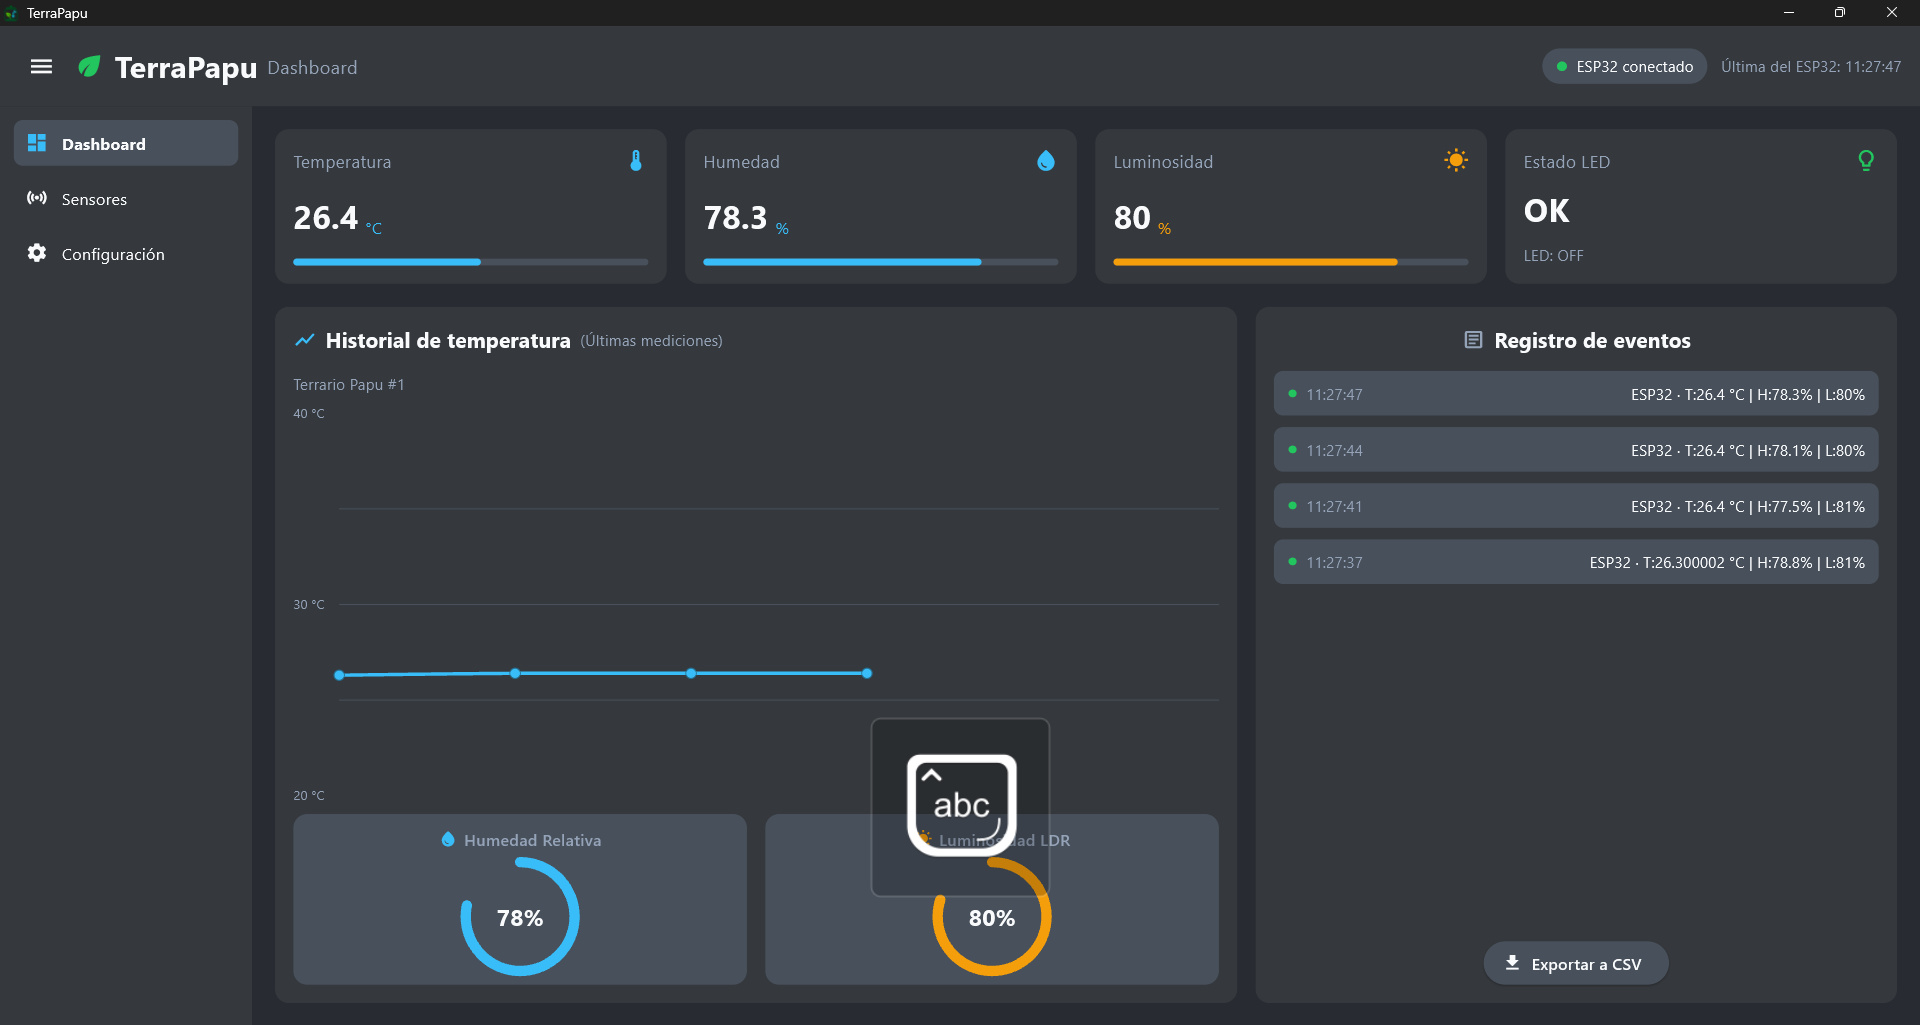 TerraPapu
TerraPapu Dashboard
ESP32 conectado
Última del ESP32: 11:27:47
Dashboard
Sensores
Configuración
Temperatura
26.4 °C
Humedad
78.3 %
Luminosidad
80 %
Estado LED
OK
LED: OFF
Historial de temperatura (Últimas mediciones)
Terrario Papu #1
40 °C
30 °C
20 °C
Humedad Relativa
78%
Luminosidad LDR
80%
abc
Registro de eventos
11:27:47 ESP32 · T:26.4 °C | H:78.3% | L:80%
11:27:44 ESP32 · T:26.4 °C | H:78.1% | L:80%
11:27:41 ESP32 · T:26.4 °C | H:77.5% | L:81%
11:27:37 ESP32 · T:26.300002 °C | H:78.8% | L:81%
Exportar a CSV